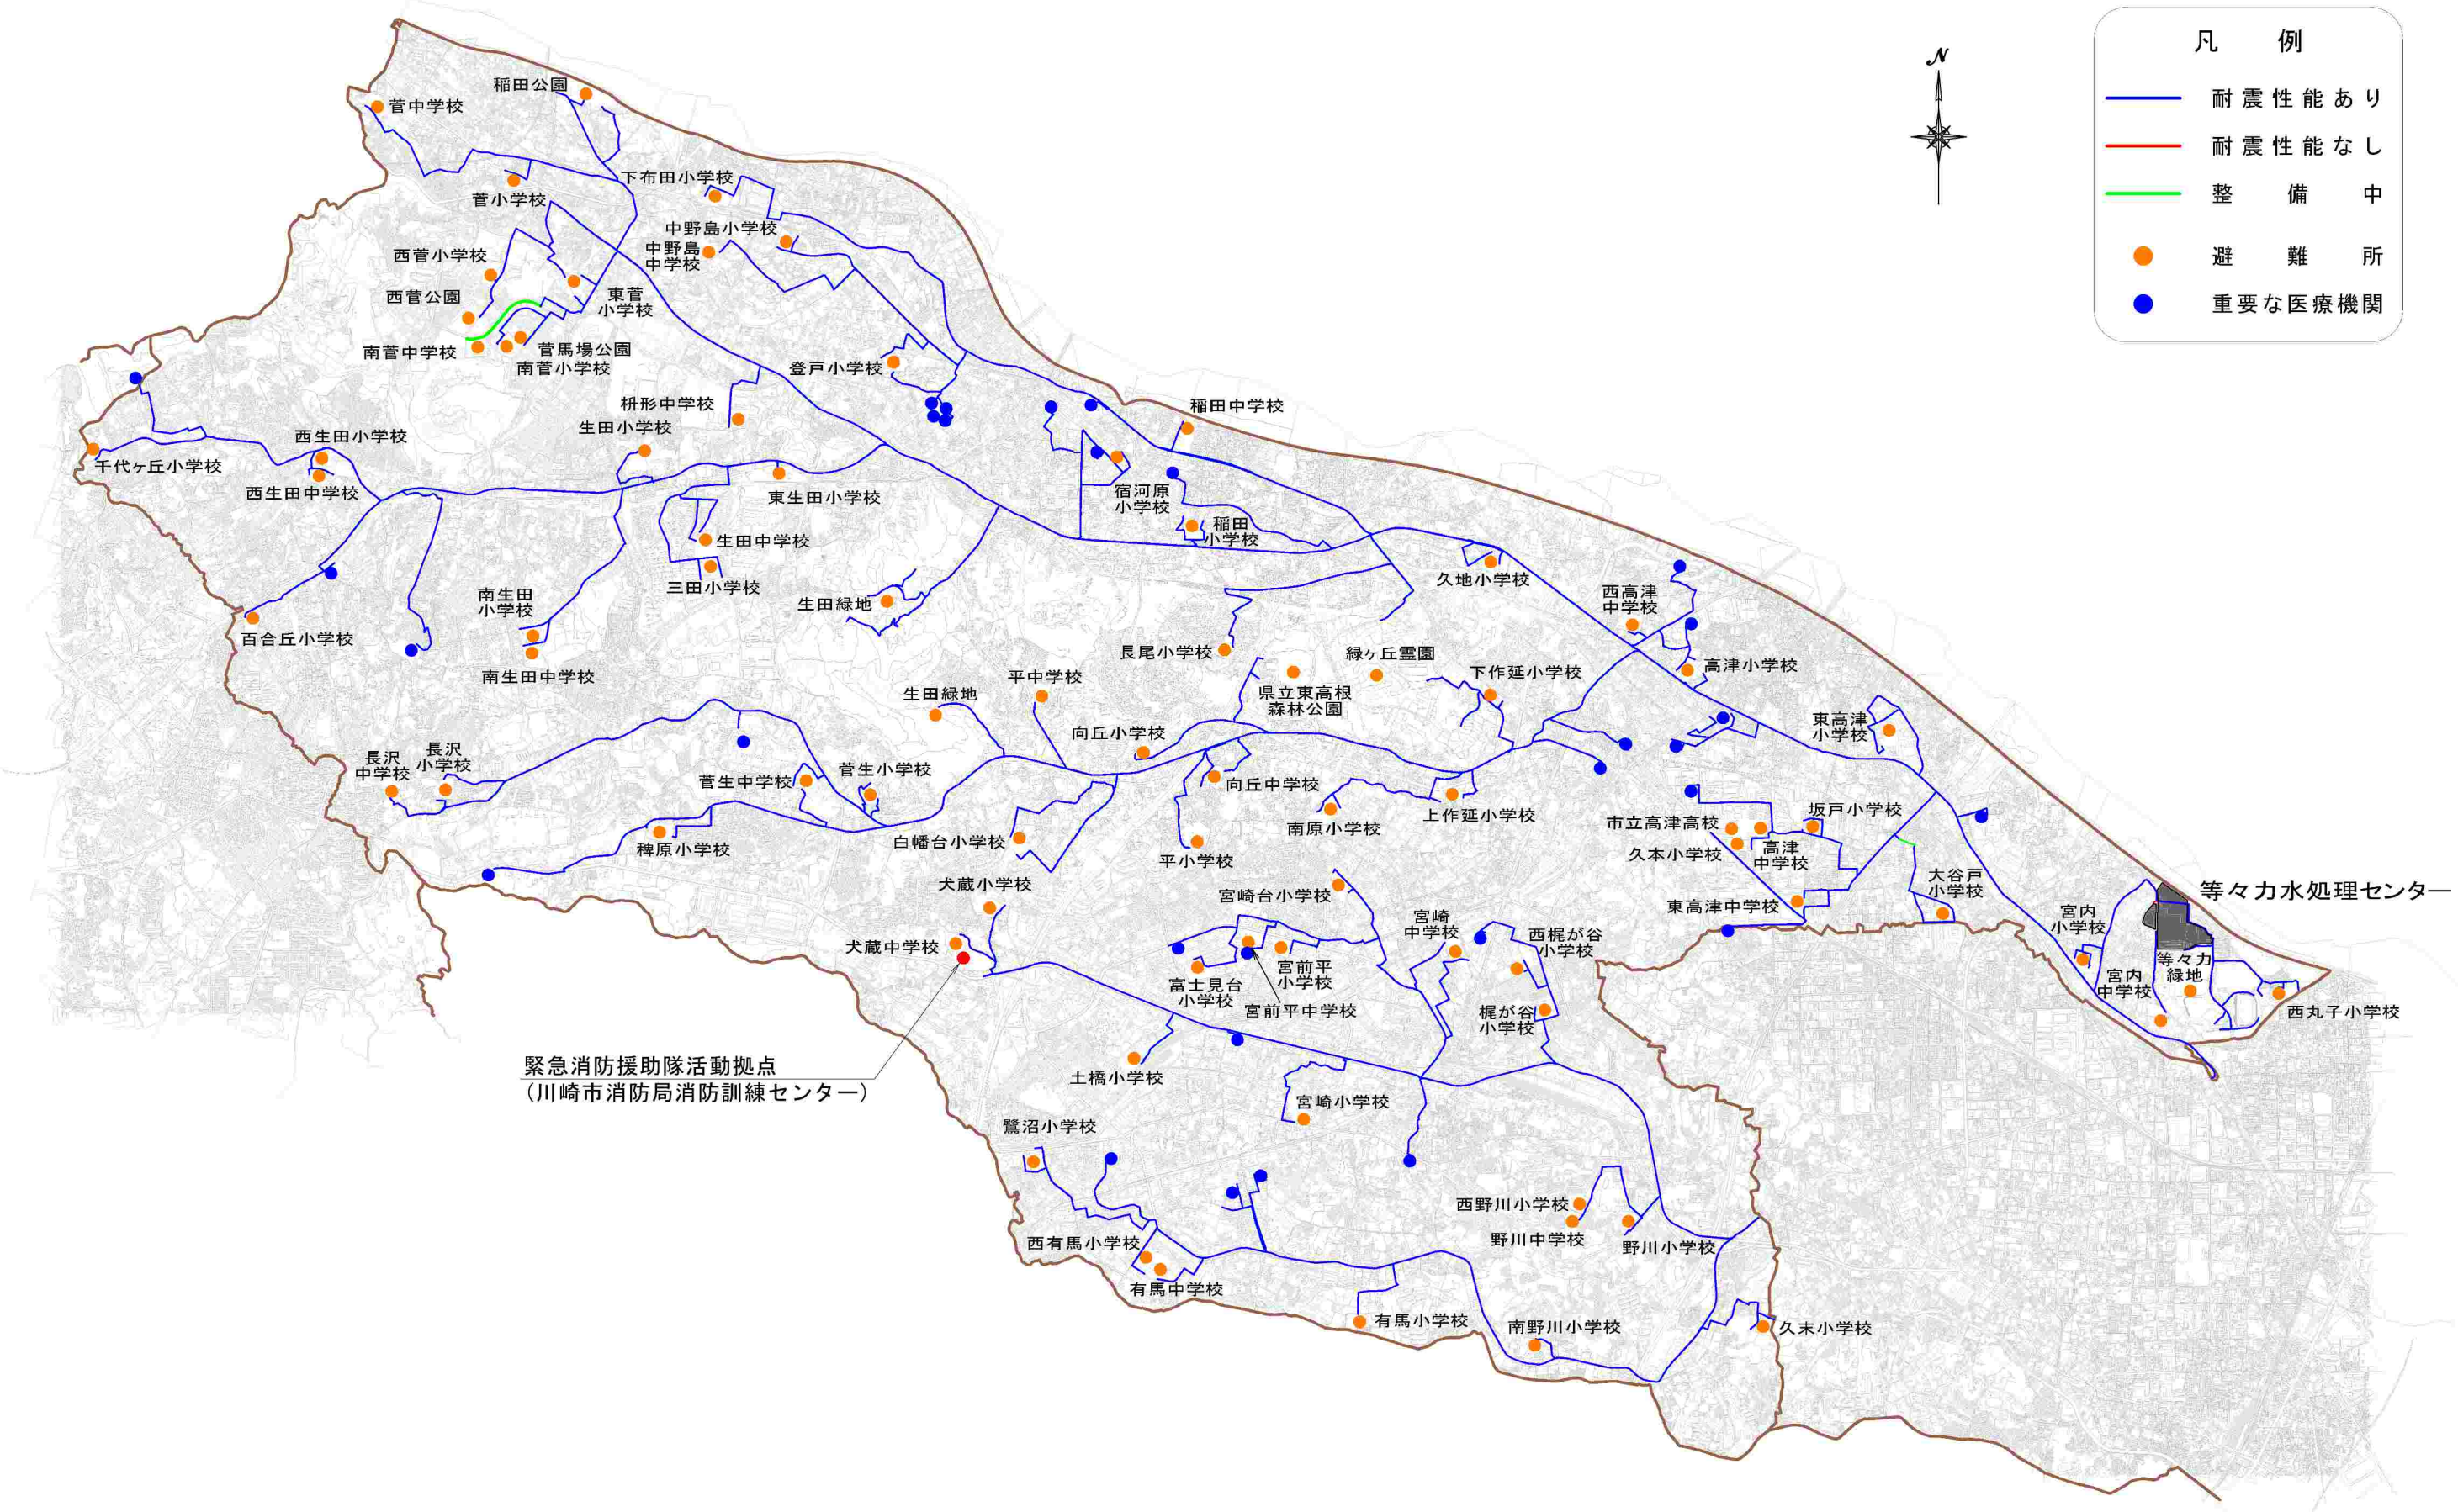 N
凡例
耐震性能あり
耐震性能なし
整備中
避難所
重要な医療機関
稲田公園
菅中学校
下布田小学校
菅小学校
中野島小学校
中野島
中学校
西菅小学校
西菅公園
東菅
小学校
南菅中学校
菅馬場公園
南菅小学校
登戸小学校
枡形中学校
生田小学校
稲田中学校
西生田小学校
千代ヶ丘小学校
西生田中学校
東生田小学校
宿河原
小学校
稲田
小学校
生田中学校
三田小学校
久地小学校
西高津
中学校
南生田
小学校
生田緑地
百合丘小学校
南生田中学校
長尾小学校
緑ヶ丘霊園
下作延小学校
高津小学校
平中学校
生田緑地
県立東高根
森林公園
向丘小学校
東高津
小学校
長沢
中学校
長沢
小学校
菅生中学校
菅生小学校
向丘中学校
南原小学校
上作延小学校
坂戸小学校
市立高津高校
久本小学校
高津
中学校
稗原小学校
白幡台小学校
平小学校
犬蔵小学校
宮崎台小学校
宮崎
中学校
東高津中学校
大谷戸
小学校
等々力水処理センター
宮内
小学校
犬蔵中学校
西梶が谷
小学校
宮前平
小学校
富士見台
小学校
宮前平中学校
梶が谷
小学校
宮内
中学校
等々力
緑地
西丸子小学校
緊急消防援助隊活動拠点
(川崎市消防局消防訓練センター)
土橋小学校
宮崎小学校
鷺沼小学校
西野川小学校
野川中学校
野川小学校
西有馬小学校
有馬中学校
有馬小学校
南野川小学校
久末小学校